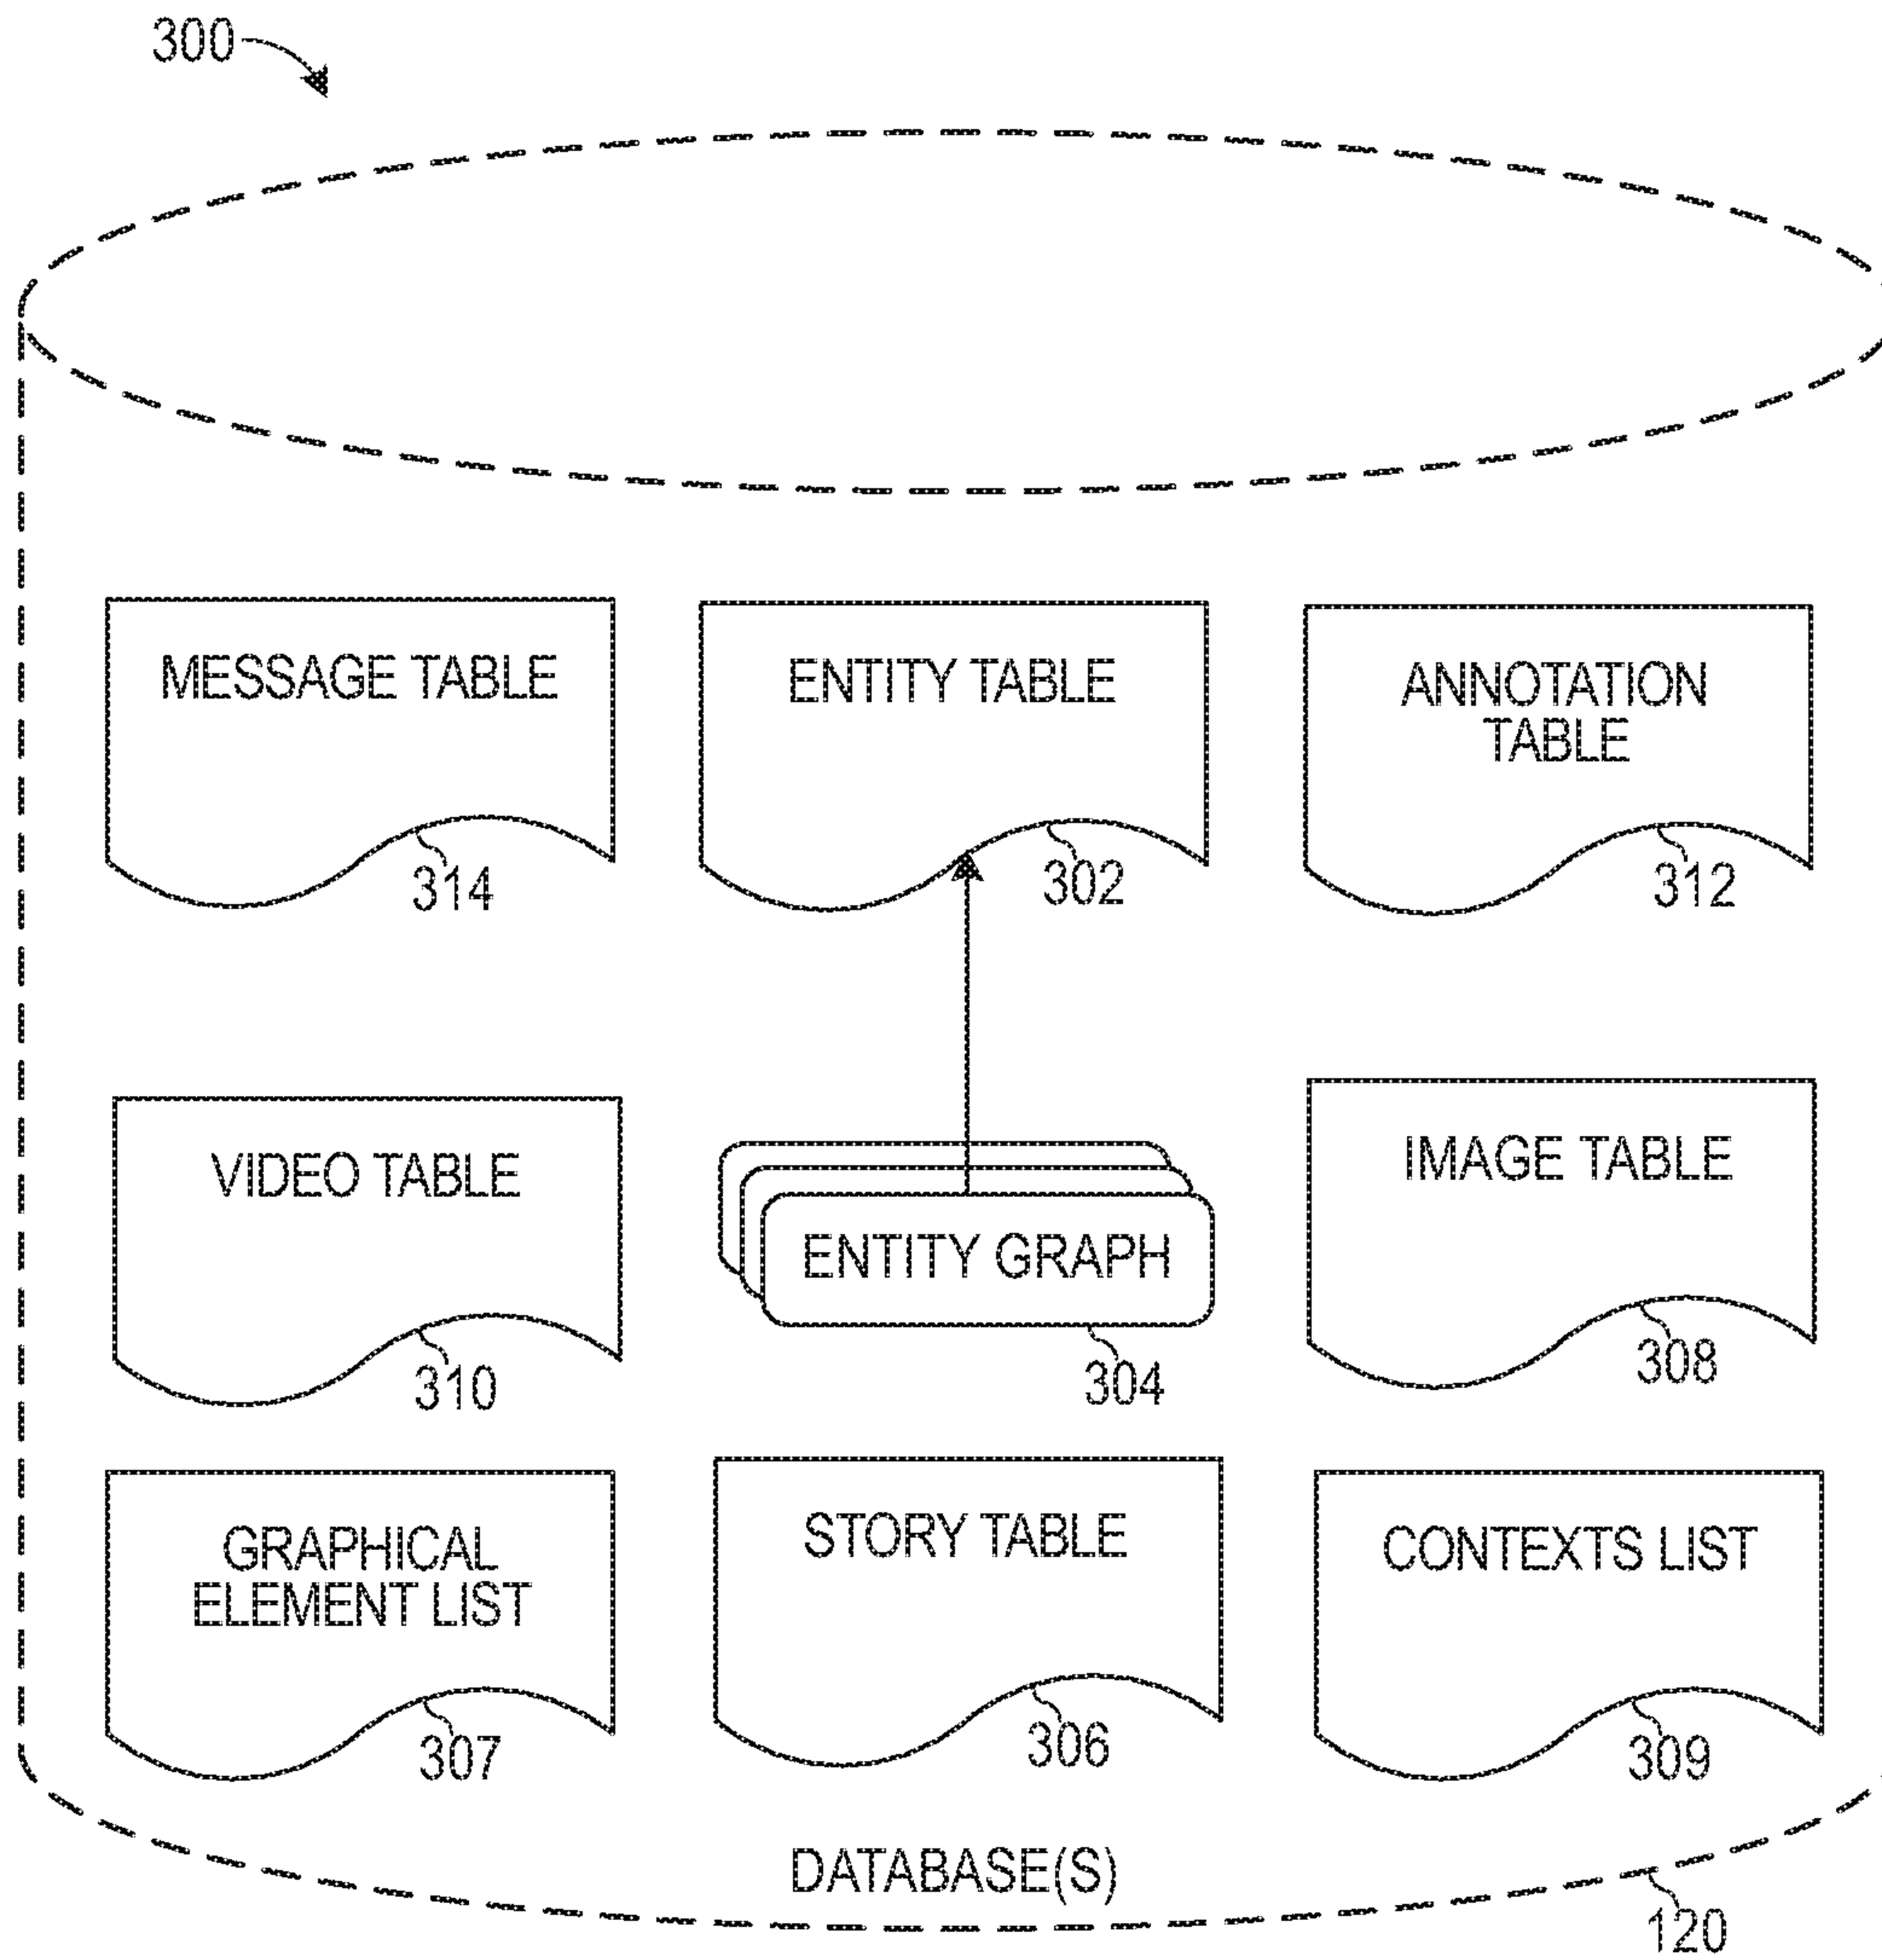 300
MESSAGE TABLE
314
ENTITY TABLE
302
ANNOTATION
TABLE
312
VIDEO TABLE
310
ENTITY GRAPH
304
IMAGE TABLE
308
GRAPHICAL
ELEMENT LIST
307
STORY TABLE
306
CONTEXTS LIST
309
DATABASE(S)
120